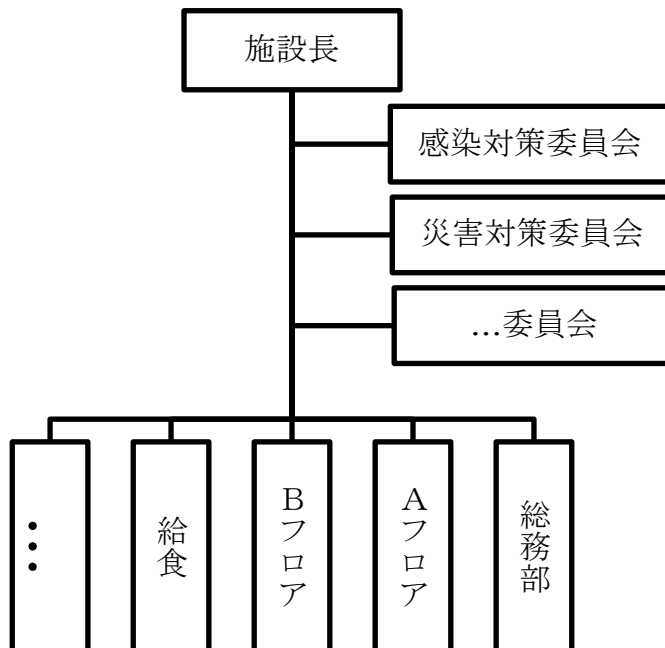 施設長
感染対策委員会
災害対策委員会
…委員会
総務部
Aフロア
Bフロア
給食
…